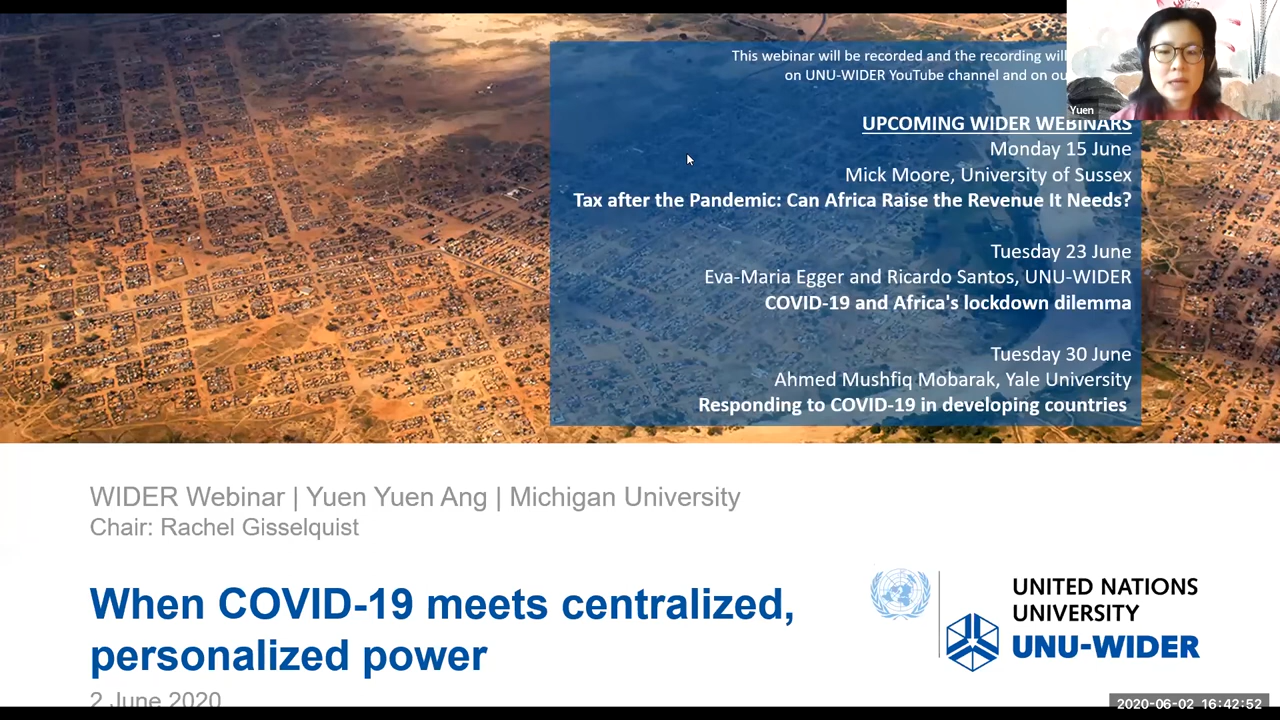 This webinar will be recorded and the recording will
on UNU-WIDER YouTube channel and on
Yuen
UPCOMING WIDER WEBINARS
Monday 15 June
Mick Moore, University of Sussex
Tax after the Pandemic: Can Africa Raise the Revenue It Needs?
Tuesday 23 June
Eva-Maria Egger and Ricardo Santos, UNU-WIDER
COVID-19 and Africa's lockdown dilemma
Tuesday 30 June
Ahmed Mushfiq Mobarak, Yale University
Responding to COVID-19 in developing countries
WIDER Webinar | Yuen Yuen Ang | Michigan University
Chair: Rachel Gisselquist
When COVID-19 meets centralized,
personalized power
2 June 2020
UNITED NATIONS
UNIVERSITY
UNU-WIDER
2020-06-02 16:42:52